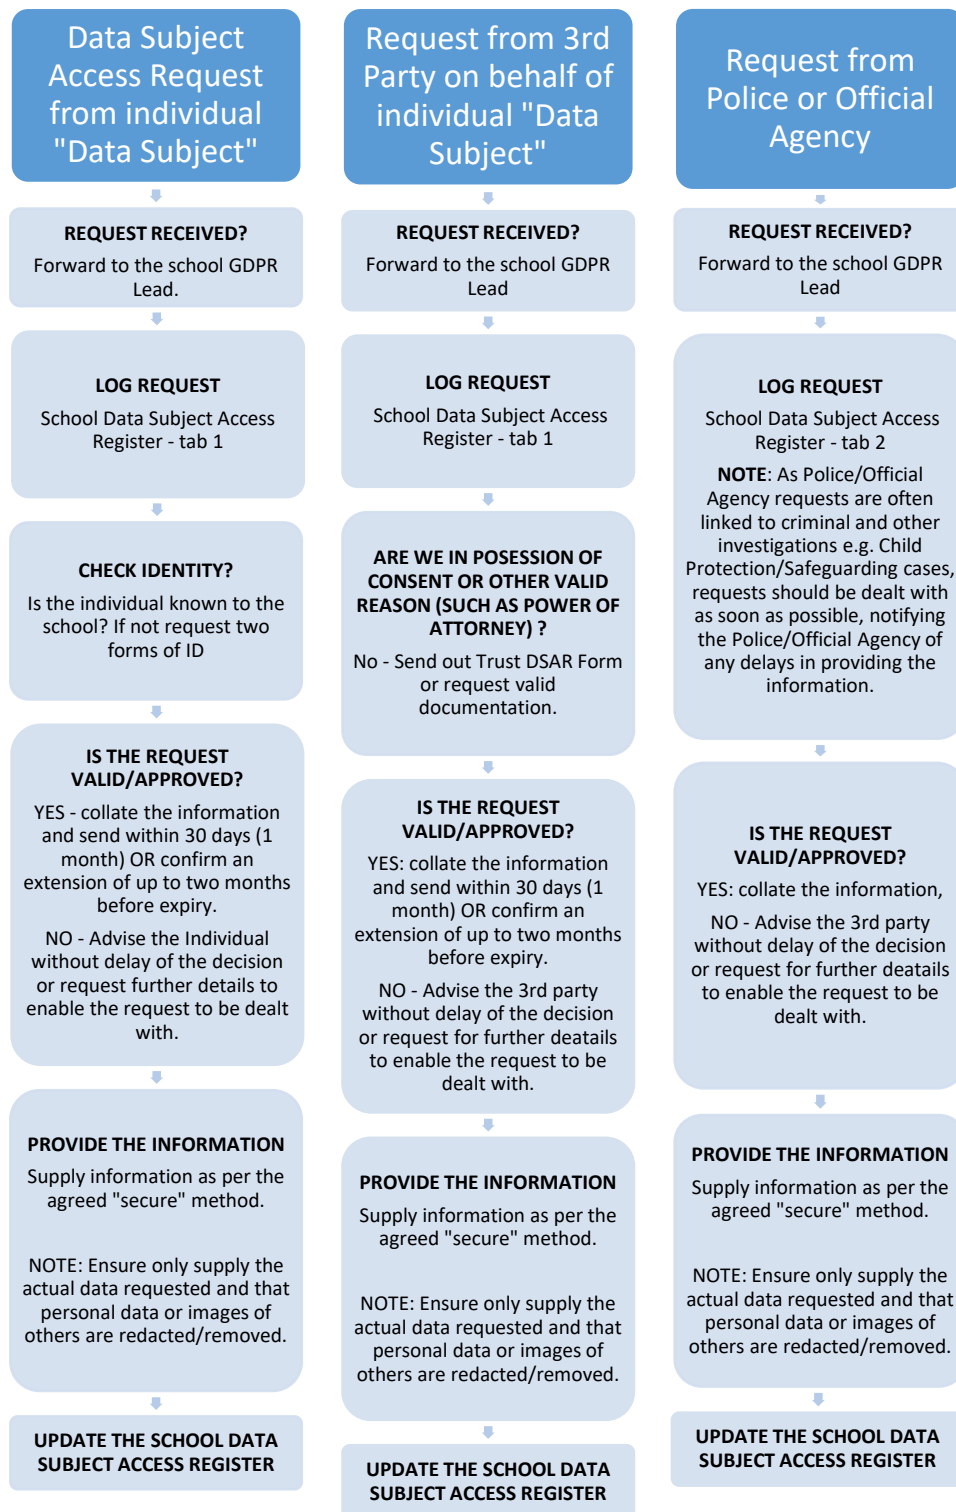 Data Subject
Access Request
from individual
"Data Subject"
REQUEST RECEIVED?
Forward to the school GDPR
Lead.
LOG REQUEST
School Data Subject Access
Register - tab 1
CHECK IDENTITY?
Is the individual known to the
school? If not request two
forms of ID
IS THE REQUEST
VALID/APPROVED?
YES - collate the information
and send within 30 days (1
month) OR confirm an
extension of up to two months
before expiry.
NO - Advise the Individual
without delay of the decision
or request further details to
enable the request to be dealt
with.
PROVIDE THE INFORMATION
Supply information as per the
agreed "secure" method.
NOTE: Ensure only supply the
actual data requested and that
personal data or images of
others are redacted/removed.
UPDATE THE SCHOOL DATA
SUBJECT ACCESS REGISTER
Request from 3rd
Party on behalf of
individual "Data
Subject"
REQUEST RECEIVED?
Forward to the school GDPR
Lead
LOG REQUEST
School Data Subject Access
Register - tab 1
ARE WE IN POSESSION OF
CONSENT OR OTHER VALID
REASON (SUCH AS POWER OF
ATTORNEY) ?
No - Send out Trust DSAR Form
or request valid
documentation.
IS THE REQUEST
VALID/APPROVED?
YES: collate the information
and send within 30 days (1
month) OR confirm an
extension of up to two months
before expiry.
NO - Advise the 3rd party
without delay of the decision
or request for further deatails
to enable the request to be
dealt with.
PROVIDE THE INFORMATION
Supply information as per the
agreed "secure" method.
NOTE: Ensure only supply the
actual data requested and that
personal data or images of
others are redacted/removed.
UPDATE THE SCHOOL DATA
SUBJECT ACCESS REGISTER
Request from
Police or Official
Agency
REQUEST RECEIVED?
Forward to the school GDPR
Lead
LOG REQUEST
School Data Subject Access
Register - tab 2
NOTE: As Police/Official
Agency requests are often
linked to criminal and other
investigations e.g. Child
Protection/Safeguarding cases,
requests should be dealt with
as soon as possible, notifying
the Police/Official Agency of
any delays in providing the
information.
IS THE REQUEST
VALID/APPROVED?
YES: collate the information,
NO - Advise the 3rd party
without delay of the decision
or request for further deatails
to enable the request to be
dealt with.
PROVIDE THE INFORMATION
Supply information as per the
agreed "secure" method.
NOTE: Ensure only supply the
actual data requested and that
personal data or images of
others are redacted/removed.
UPDATE THE SCHOOL DATA
SUBJECT ACCESS REGISTER